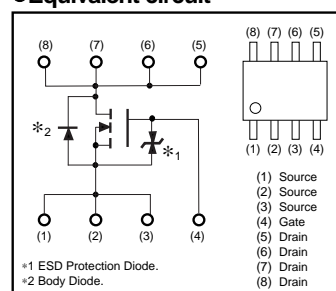 ●Equivalent circuit
(8) (7) (6) (5)
*2
*1
(1) (2) (3) (4)
*1 ESD Protection Diode.
*2 Body Diode.
(8) (7) (6) (5)
(1) (2) (3) (4)
(1) Source
(2) Source
(3) Source
(4) Gate
(5) Drain
(6) Drain
(7) Drain
(8) Drain